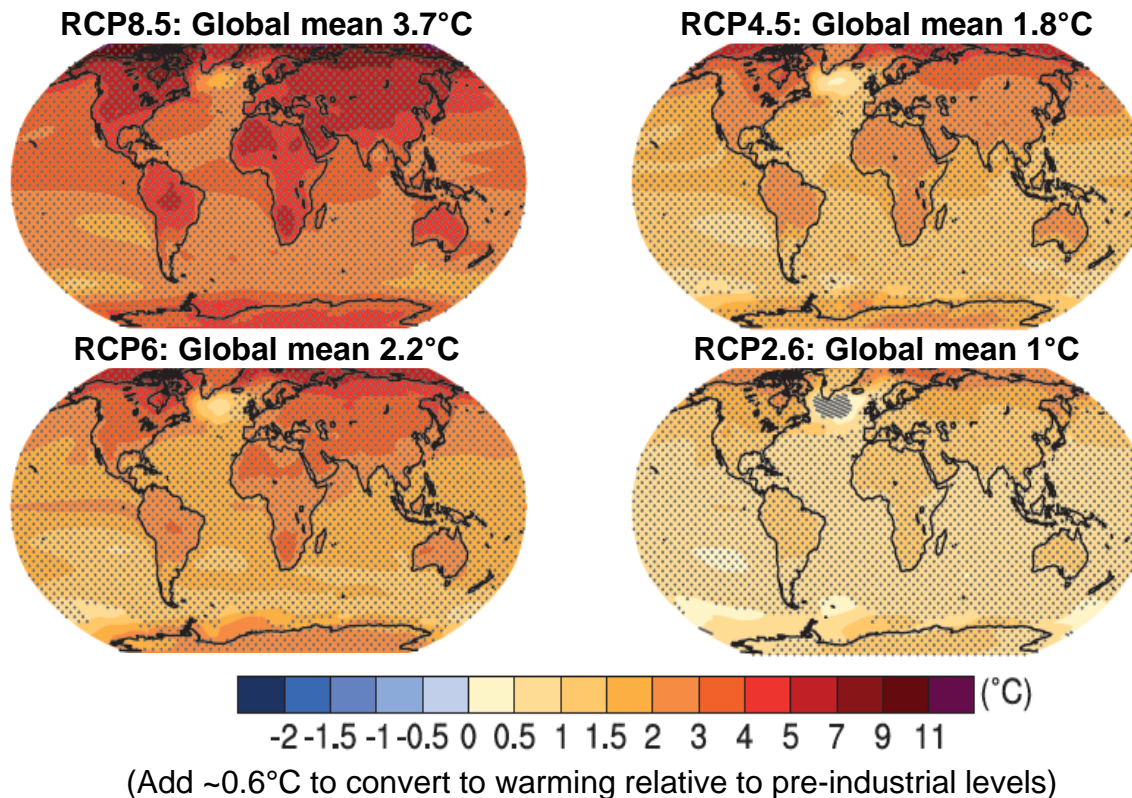 RCP8.5: Global mean 3.7°C
RCP4.5: Global mean 1.8°C
RCP6: Global mean 2.2°C
RCP2.6: Global mean 1°C
(°C)
-2 -1.5 -1 -0.5 0 0.5 1 1.5 2 3 4 5 7 9 11
(Add ~0.6°C to convert to warming relative to pre-industrial levels)